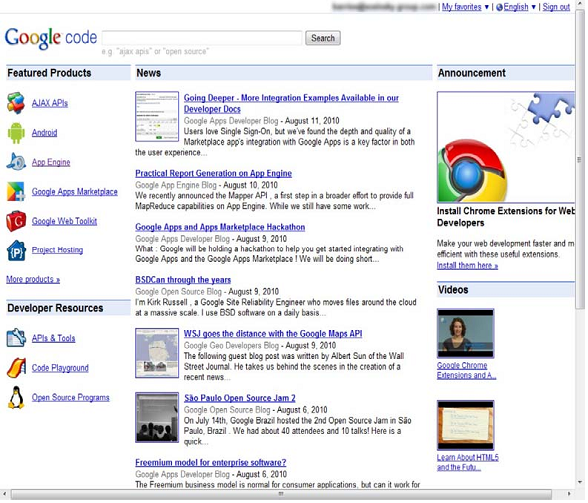 | My favorites ▼ | English ▼ | Sign out
Google code
Search
e.g. "ajax apis" or "open source"
Featured Products
AJAX APIs
Android
App Engine
Google Apps Marketplace
Google Web Toolkit
Project Hosting
More products »
Developer Resources
APIs & Tools
Code Playground
Open Source Programs
News
Going Deeper - More Integration Examples Available in our
Developer Docs
Google Apps Developer Blog - August 11, 2010
Users love Single Sign-On, but we've found the depth and quality of a
Marketplace app's integration with Google Apps is a key factor in both
the user experience...
Practical Report Generation on App Engine
Google App Engine Blog - August 10, 2010
We recently announced the Mapper API , a first step in a broader effort to provide full
MapReduce capabilities on App Engine. While we still have some work...
Google Apps and Apps Marketplace Hackathon
Google Apps Developer Blog - August 9, 2010
What : Google will be holding a hackathon to help you get started integrating with
Google Apps and the Google Apps Marketplace ! We will be doing short...
BSDCan through the years
Google Open Source Blog - August 9, 2010
I'm Kirk Russell , a Google Site Reliability Engineer who moves files around the cloud
at a massive scale. I use BSD software on a daily basis...
WSJ goes the distance with the Google Maps API
Google Geo Developers Blog - August 9, 2010
The following guest blog post was written by Albert Sun of the Wall
Street Journal. He takes us behind the scenes in the creation of a
recent news...
São Paulo Open Source Jam 2
Google Open Source Blog - August 6, 2010
On July 14th, Google Brazil hosted the 2nd Open Source Jam in São
Paulo, Brazil . We had about 40 attendees and 10 talks! Here is a
quick...
Freemium model for enterprise software?
Google Apps Developer Blog - August 6, 2010
The Freemium business model is normal for consumer applications, but can it work for
Announcement
Install Chrome Extensions for Web
Developers
Make your web development faster and m
efficient with these useful extensions.
Install them here »
Videos
Google Chrome
Extensions and A...
Learn About HTML5
and the Futu...